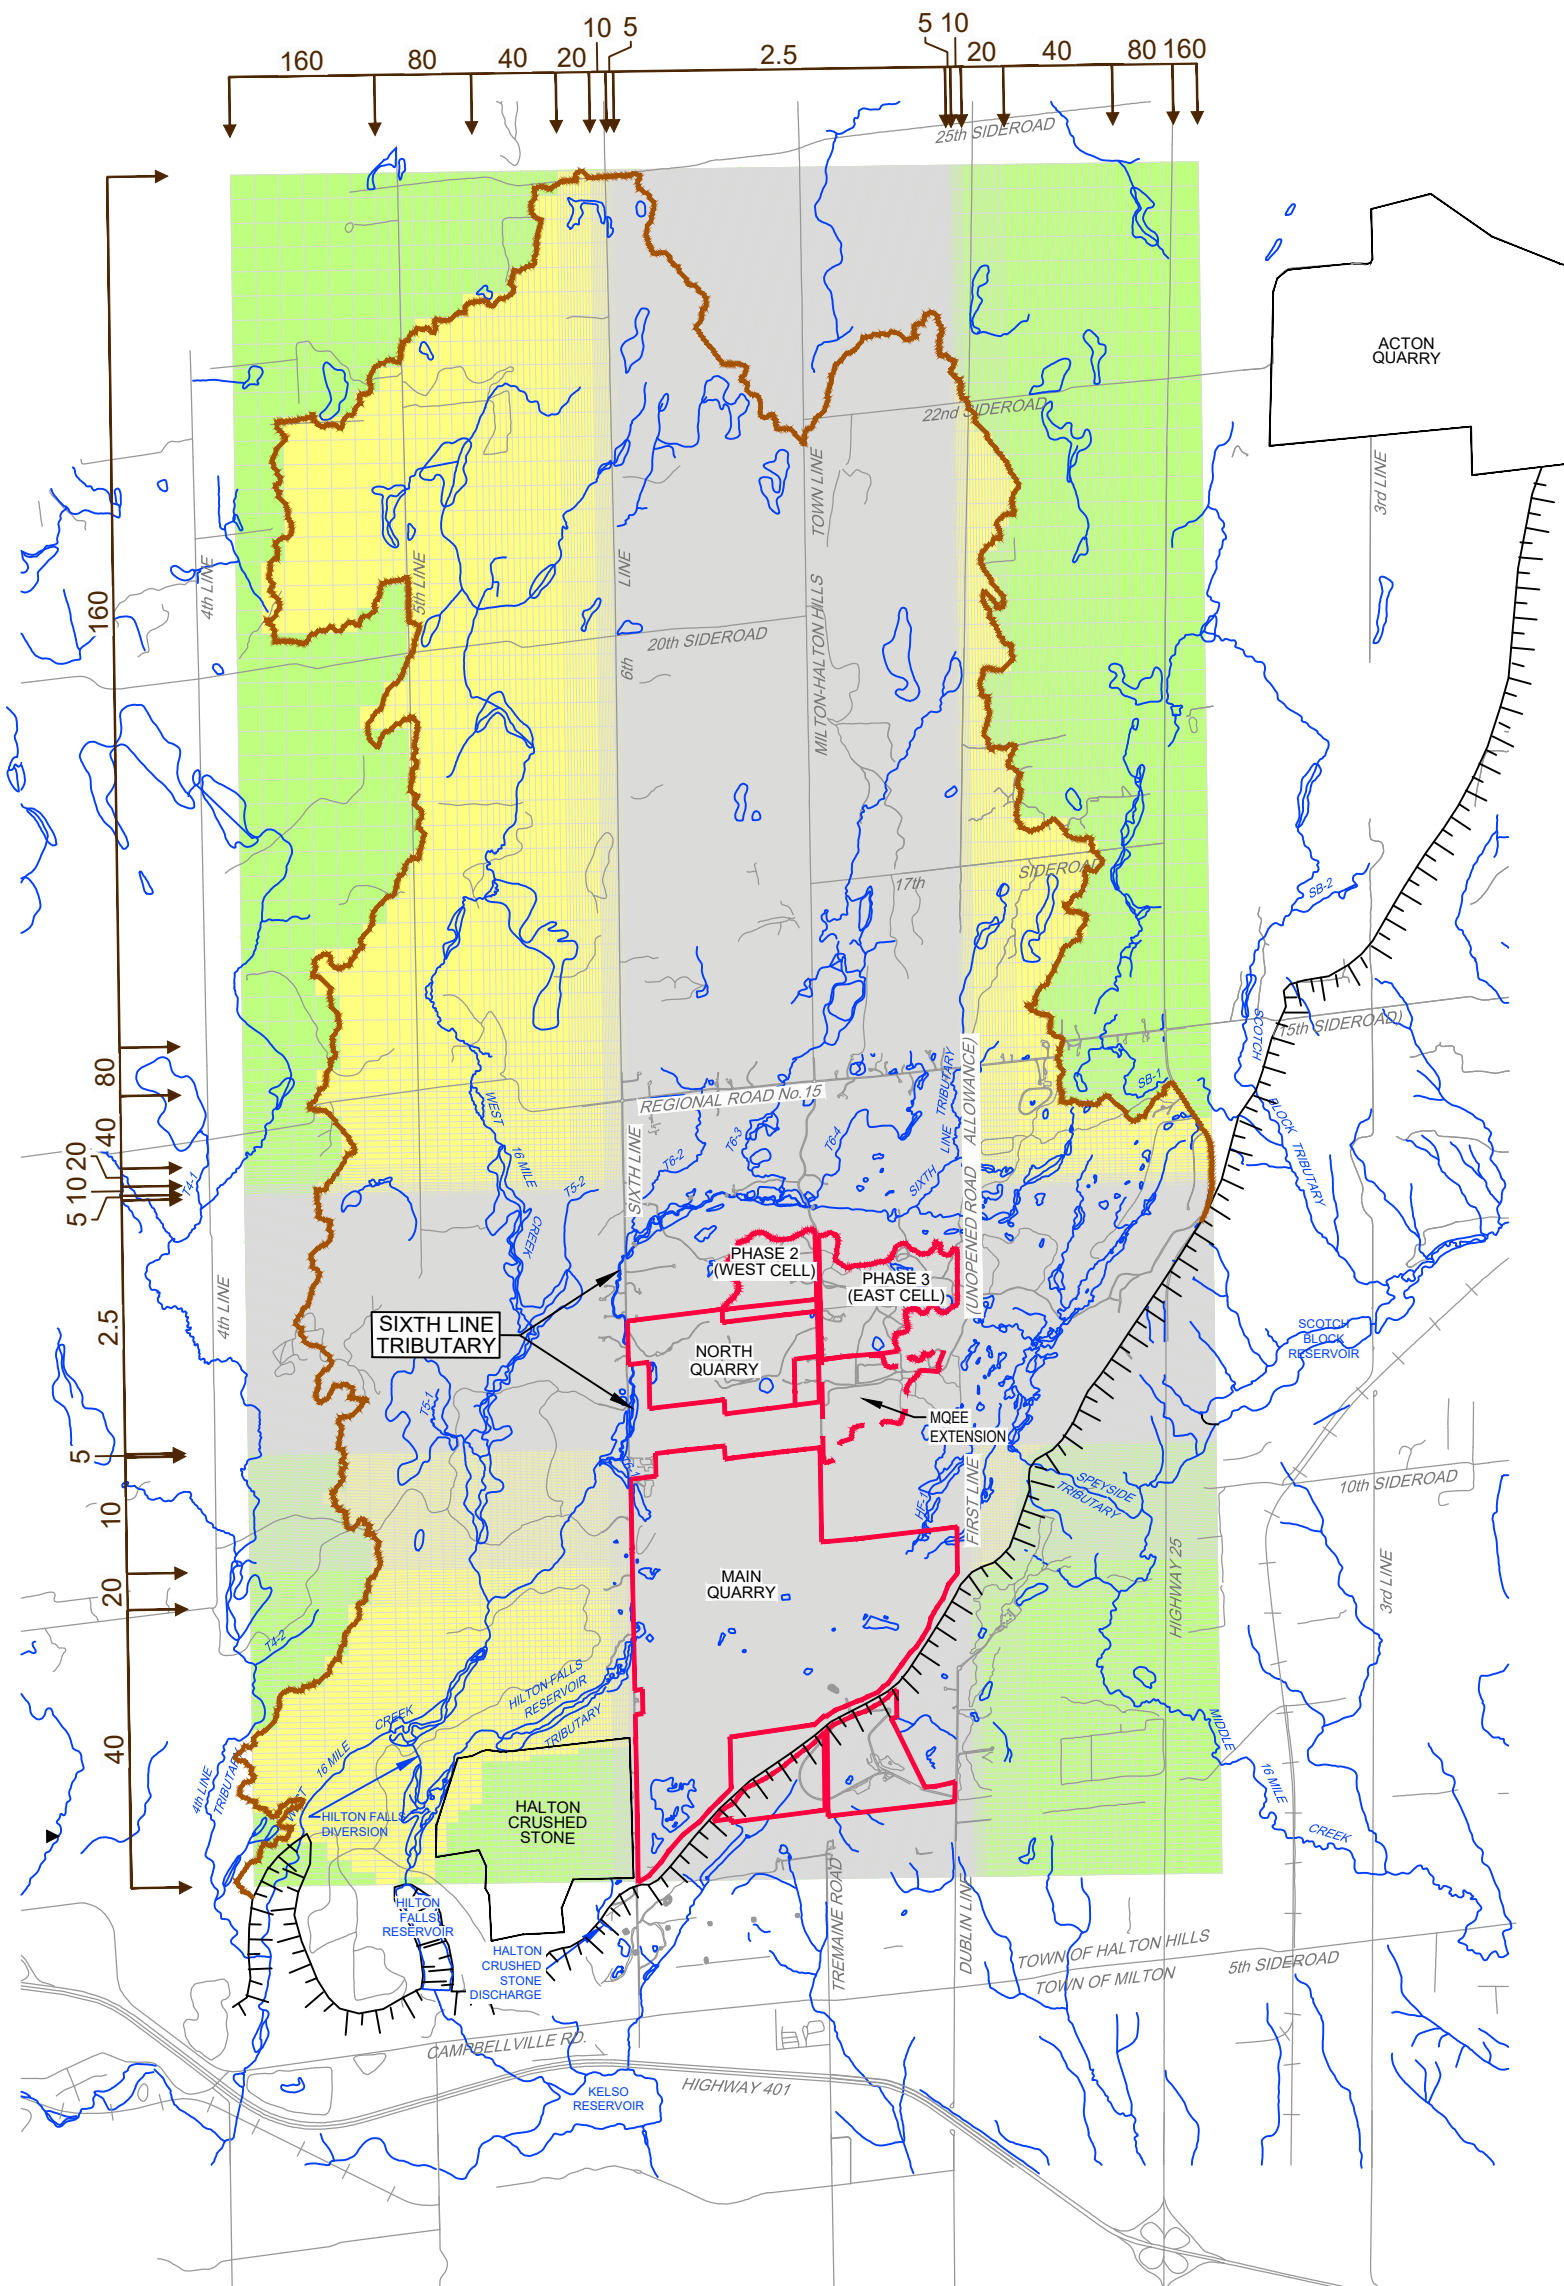 10 5
5 10
160
80
40
20
2.5
20
40
80
160
25th SIDEROAD
ACTON
QUARRY
22nd SIDEROAD
3rd LINE
TOWN LINE
MILTON-HALTON HILLS
4th LINE
5th LINE
LINE
6th
160
20th SIDEROAD
17th
SIDEROAD
SB-2
SCOTCH
BLOCK
TRIBUTARY
(15th SIDEROAD)
SB-1
80
40
20
10
5
REGIONAL ROAD No.15
WEST
16 MILE
CREEK
SIXTH LINE
T6-2
T6-3
T6-4
SIXTH
LINE
TRIBUTARY
(UNOPENED ROAD ALLOWANCE)
T4-1
T5-2
PHASE 2
(WEST CELL)
PHASE 3
(EAST CELL)
4th LINE
2.5
SIXTH LINE
TRIBUTARY
NORTH
QUARRY
SCOTCH
BLOCK
RESERVOIR
T5-1
MQEE
EXTENSION
5
10
FIRST LINE
HF-1
SPEYSIDE
TRIBUTARY
10th SIDEROAD
HIGHWAY 25
3rd LINE
MAIN
QUARRY
20
T4-2
HILTON FALLS
RESERVOIR
TRIBUTARY
CREEK
16 MILE
WEST
40
4th LINE
TRIBUTARY
HILTON FALLS
DIVERSION
HALTON
CRUSHED
STONE
MIDDLE
16 MILE
CREEK
HILTON
FALLS
RESERVOIR
HALTON
CRUSHED
STONE
DISCHARGE
TREMAINE ROAD
DUBLIN LINE
TOWN OF HALTON HILLS
TOWN OF MILTON
5th SIDEROAD
CAMPBELLVILLE RD.
HIGHWAY 401
KELSO
RESERVOIR